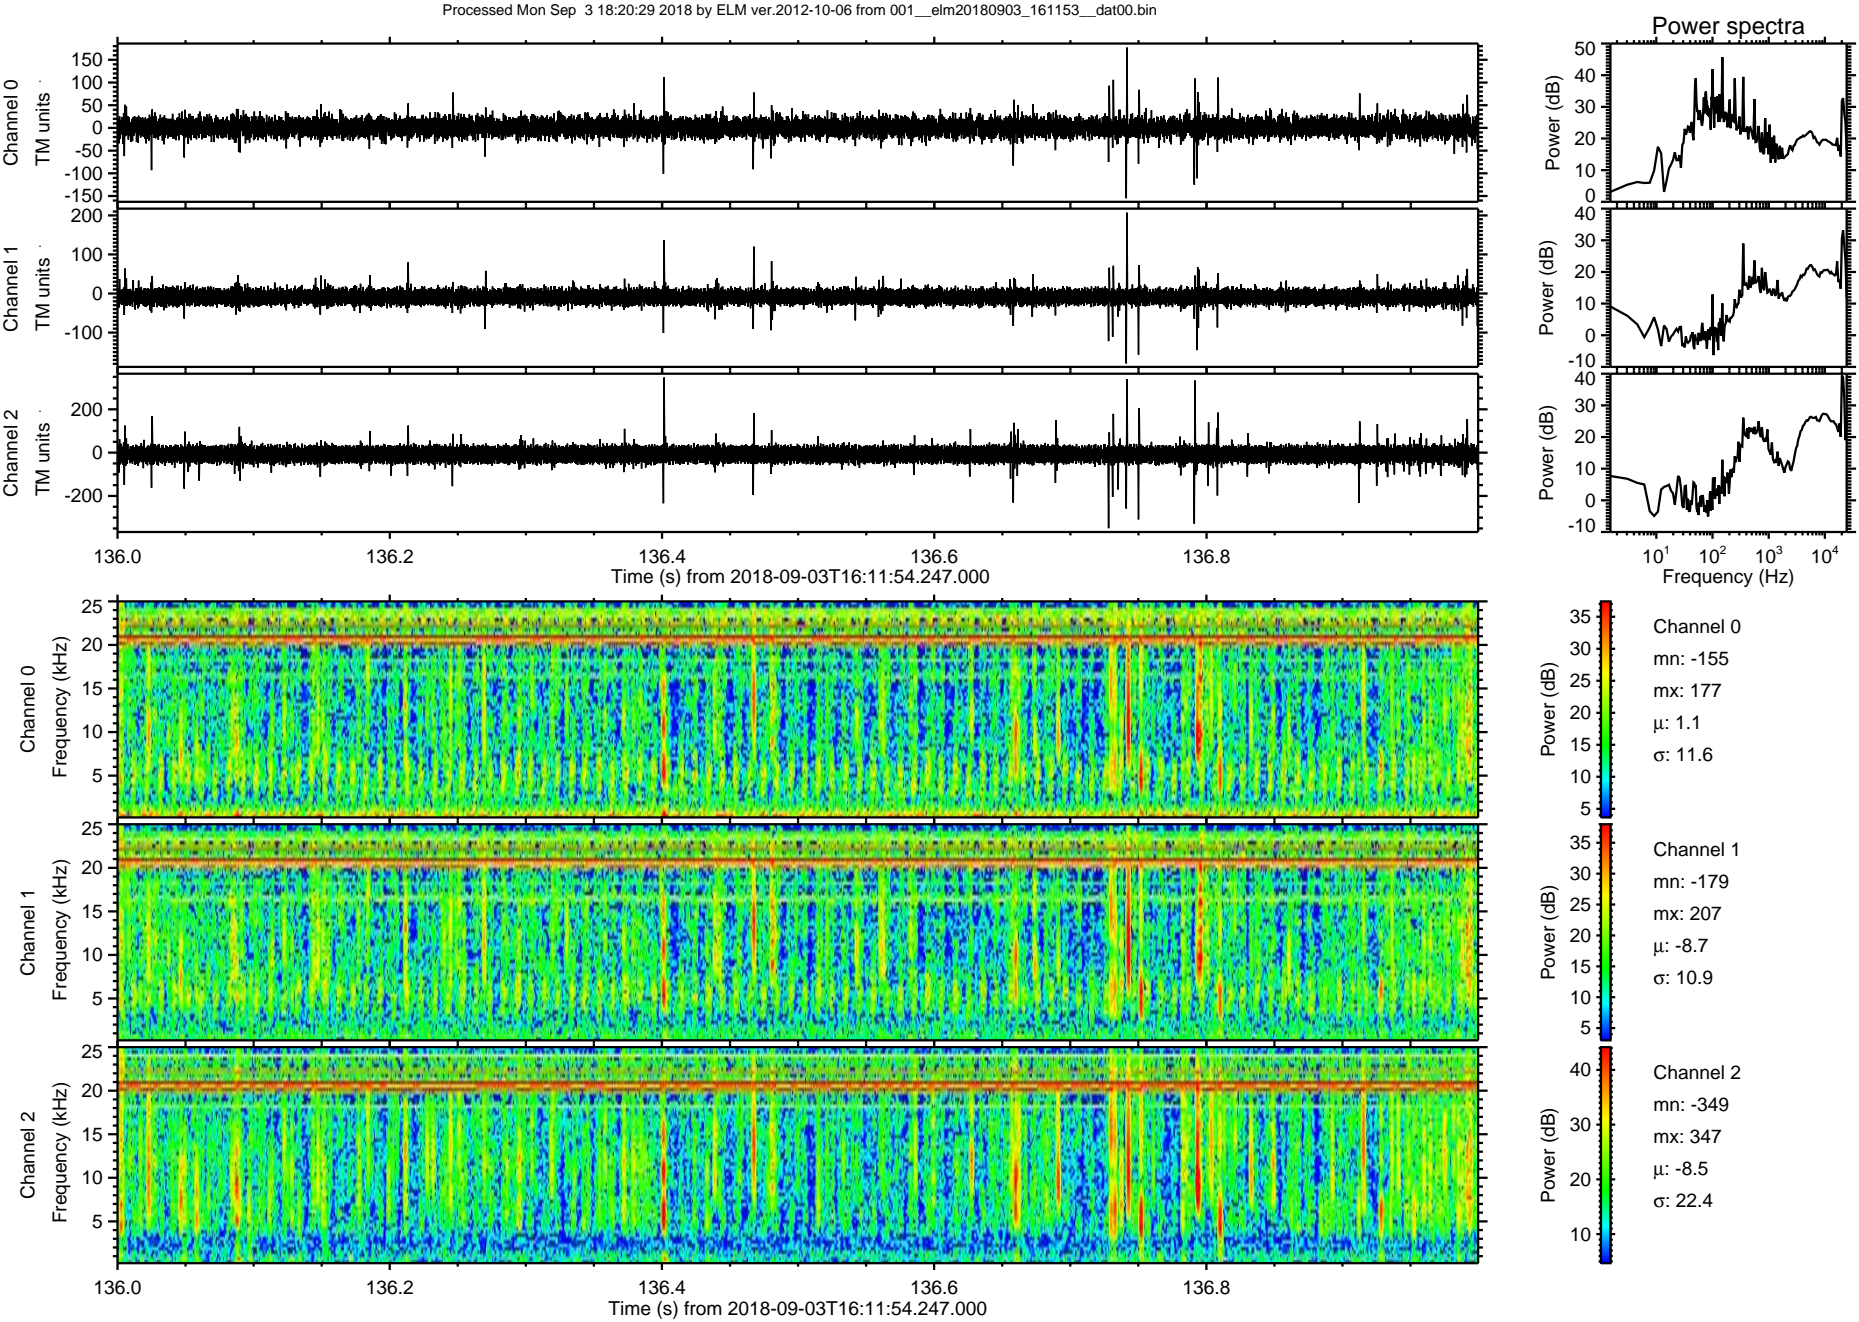 Processed Mon Sep  3 18:20:29 2018 by ELM ver.2012-10-06 from 001__elm20180903_161153__dat00.bin
Power spectra
Channel 0
TM units
150
100
50
0
-50
-100
-150
Power (dB)
50
40
30
20
10
0
Channel 1
TM units
200
100
0
-100
Power (dB)
40
30
20
10
0
-10
Channel 2
TM units
200
0
-200
Power (dB)
40
30
20
10
0
-10
136.0 136.2 136.4 136.6 136.8
Time (s) from 2018-09-03T16:11:54.247.000
10^1 10^2 10^3 10^4
Frequency (Hz)
Channel 0
Frequency (kHz)
25
20
15
10
5
Power (dB)
35
30
25
20
15
10
5
Channel 0
mn: -155
mx: 177
μ: 1.1
σ: 11.6
Channel 1
Frequency (kHz)
25
20
15
10
5
Power (dB)
35
30
25
20
15
10
5
Channel 1
mn: -179
mx: 207
μ: -8.7
σ: 10.9
Channel 2
Frequency (kHz)
25
20
15
10
5
Power (dB)
40
30
20
10
Channel 2
mn: -349
mx: 347
μ: -8.5
σ: 22.4
136.0 136.2 136.4 136.6 136.8
Time (s) from 2018-09-03T16:11:54.247.000